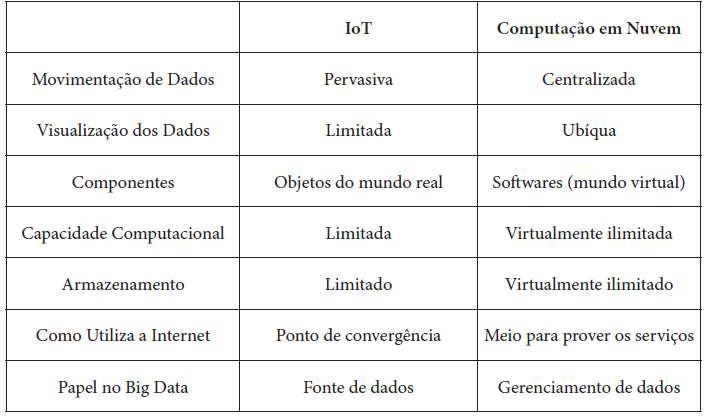 IoT Computação em Nuvem
Movimentação de Dados Pervasiva Centralizada
Visualização dos Dados Limitada Ubíqua
Componentes Objetos do mundo real Softwares (mundo virtual)
Capacidade Computacional Limitada Virtualmente ilimitada
Armazenamento Limitado Virtualmente ilimitado
Como Utiliza a Internet Ponto de convergência Meio para prover os serviços
Papel no Big Data Fonte de dados Gerenciamento de dados